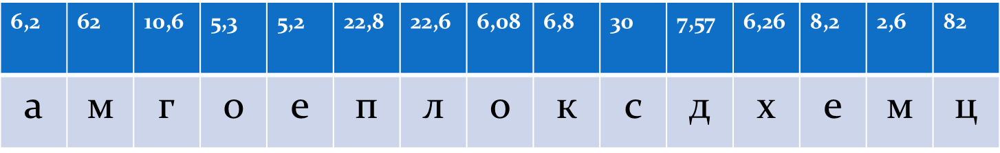 6,2 62 10,6 5,3 5,2 22,8 22,6 6,08 6,8 30 7,57 6,26 8,2 2,6 82
а м г о е п л о к с д х е м ц